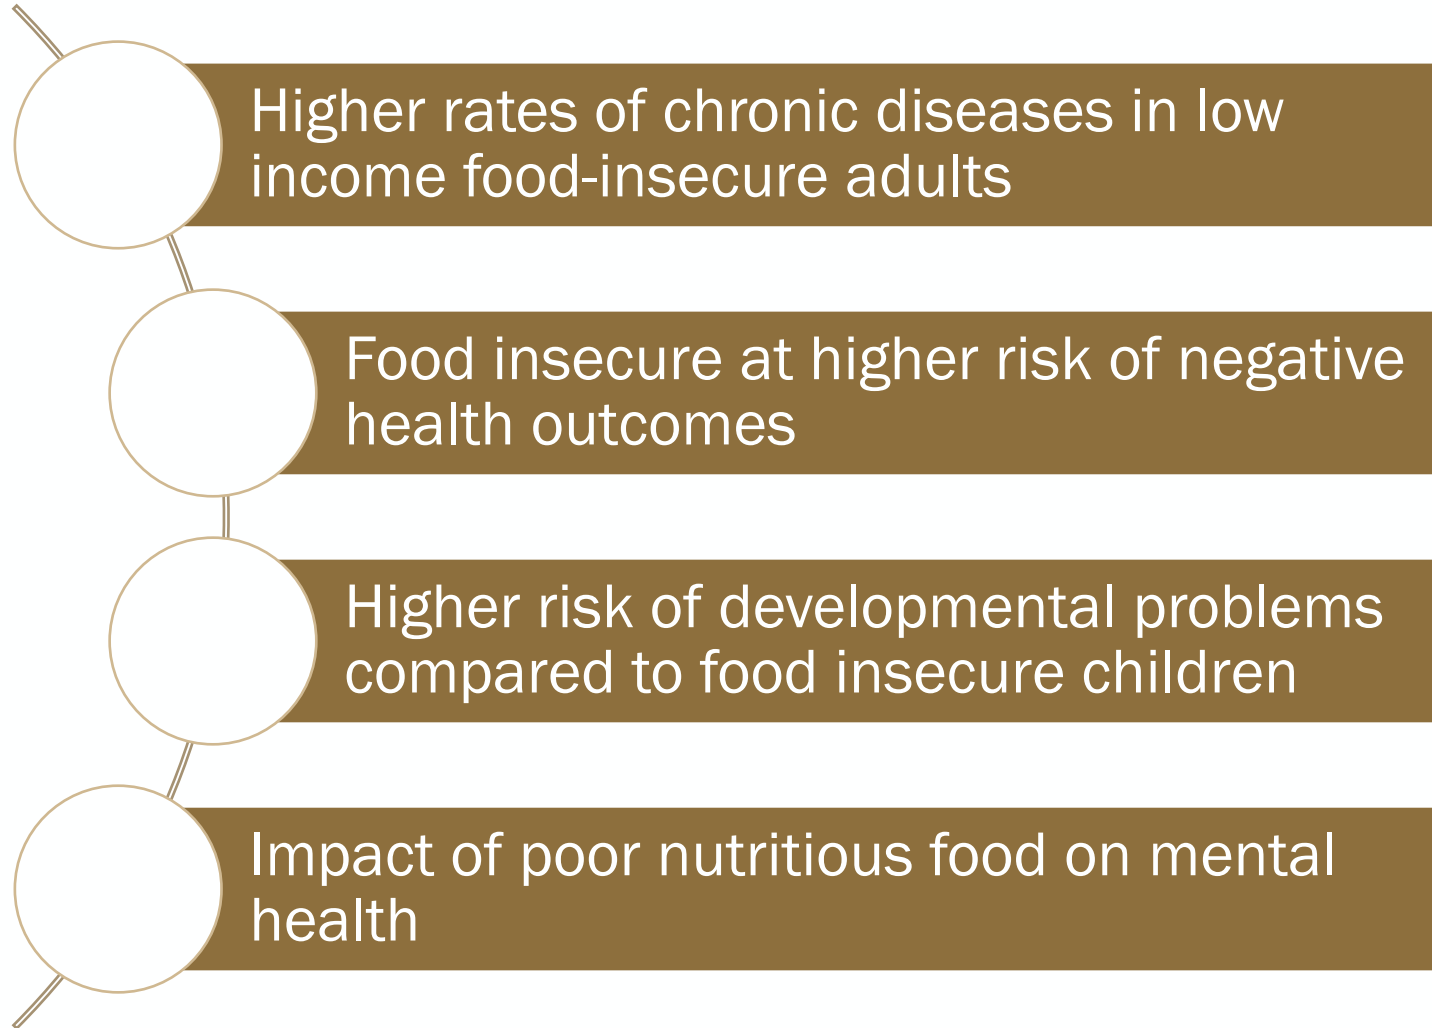 Higher rates of chronic diseases in low
income food-insecure adults
Food insecure at higher risk of negative
health outcomes
Higher risk of developmental problems
compared to food insecure children
Impact of poor nutritious food on mental
health